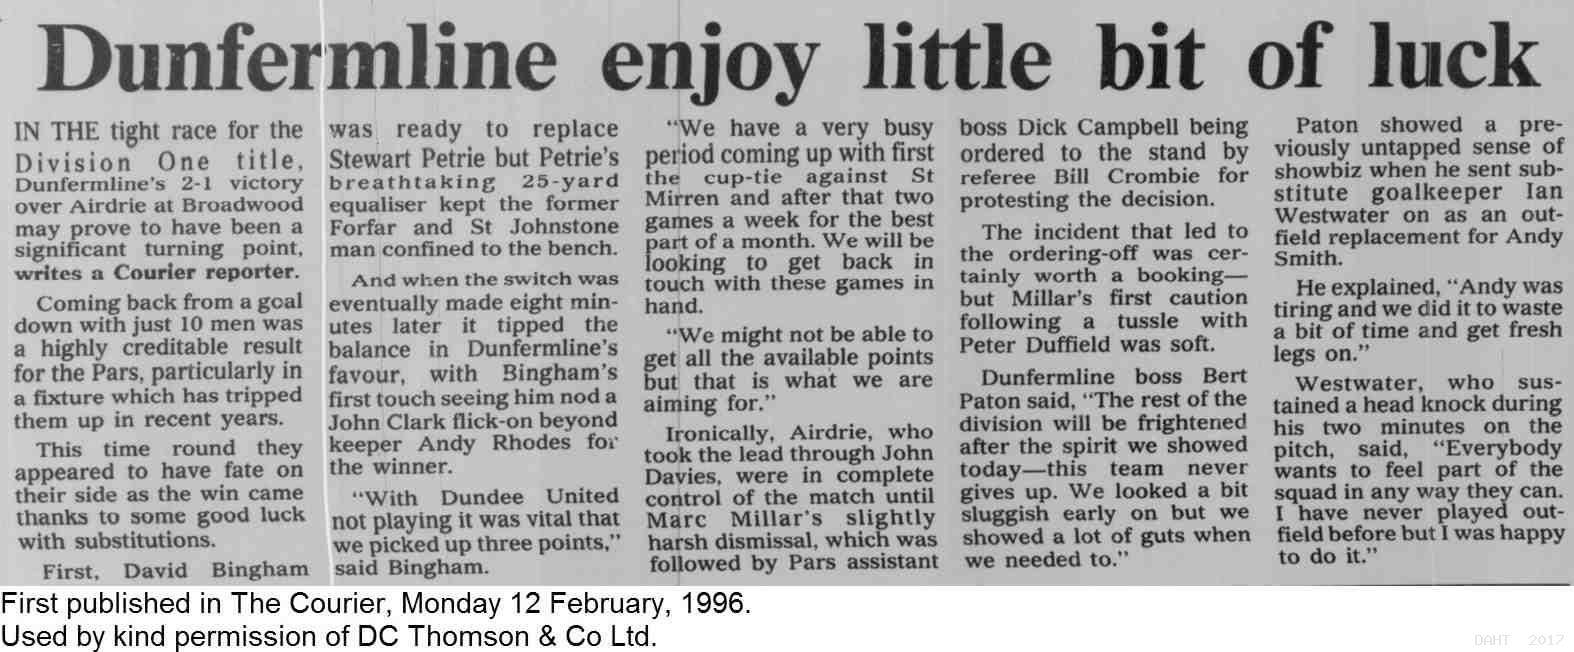 Dunfermline enjoy little bit of luck
IN THE tight race for the
Division One title,
Dunfermline's 2-1 victory
over Airdrie at Broadwood
may prove to have been a
significant turning point,
writes a Courier reporter.
Coming back from a goal
down with just 10 men was
a highly creditable result
for the Pars, particularly in
a fixture which has tripped
them up in recent years.
This time round they
appeared to have fate on
their side as the win came
thanks to some good luck
with substitutions.
First, David Bingham
was ready to replace
Stewart Petrie but Petrie's
breathtaking 25-yard
equaliser kept the former
Forfar and St Johnstone
man confined to the bench.
And when the switch was
eventually made eight min-
utes later it tipped the
balance in Dunfermline's
favour, with Bingham's
first touch seeing him nod a
John Clark flick-on beyond
keeper Andy Rhodes for
the winner.
"With Dundee United
not playing it was vital that
we picked up three points,"
said Bingham.
"We have a very busy
period coming up with first
the cup-tie against St
Mirren and after that two
games a week for the best
part of a month. We will be
looking to get back in
touch with these games in
hand.
"We might not be able to
get all the available points
but that is what we are
aiming for."
Ironically, Airdrie, who
took the lead through John
Davies, were in complete
control of the match until
Marc Millar's slightly
harsh dismissal, which was
followed by Pars assistant
boss Dick Campbell being
ordered to the stand by
referee Bill Crombie for
protesting the decision.
The incident that led to
the ordering-off was cer-
tainly worth a booking—
but Millar's first caution
following a tussle with
Peter Duffield was soft.
Dunfermline boss Bert
Paton said, "The rest of the
division will be frightened
after the spirit we showed
today—this team never
gives up. We looked a bit
sluggish early on but we
showed a lot of guts when
we needed to."
Paton showed a pre-
viously untapped sense of
showbiz when he sent sub-
stitute goalkeeper Ian
Westwater on as an out-
field replacement for Andy
Smith.
He explained, "Andy was
tiring and we did it to waste
a bit of time and get fresh
legs on."
Westwater, who sus-
tained a head knock during
his two minutes on the
pitch, said, "Everybody
wants to feel part of the
squad in any way they can.
I have never played out-
field before but I was happy
to do it."
First published in The Courier, Monday 12 February, 1996.
Used by kind permission of DC Thomson & Co Ltd.
DAHT 2017